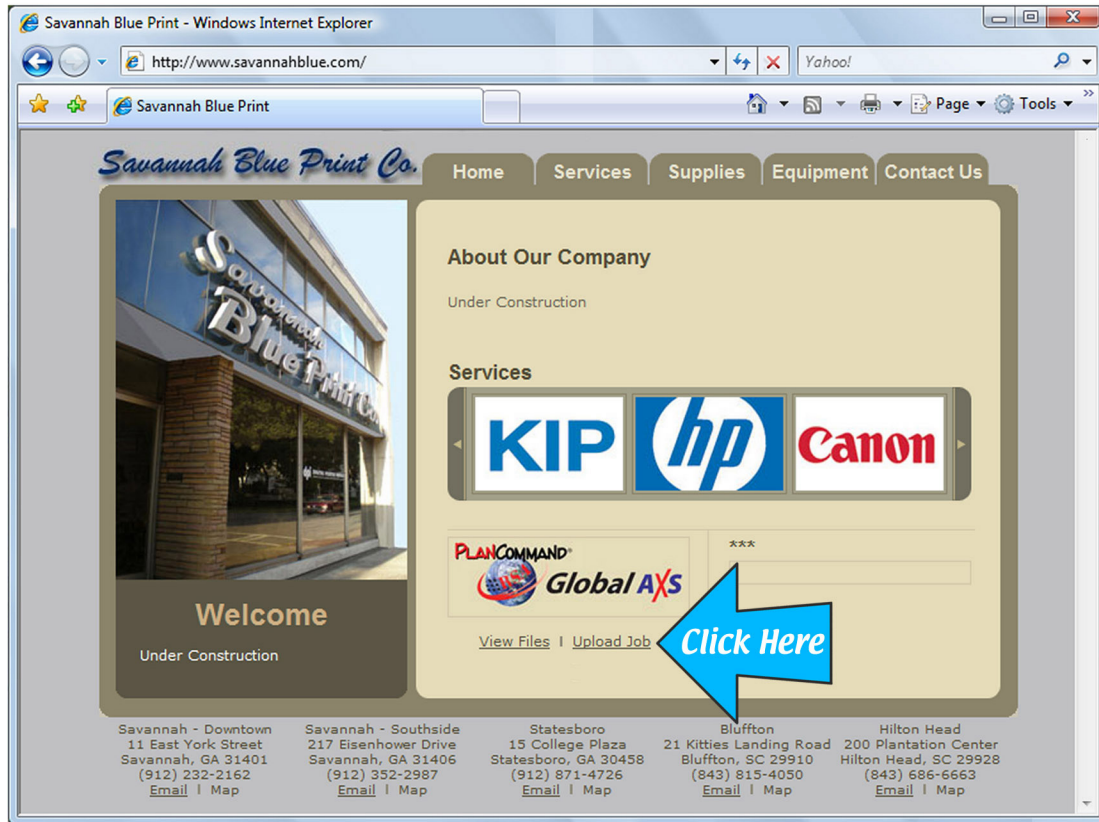 Savannah Blue Print - Windows Internet Explorer
http://www.savannahblue.com/
Yahoo!
Savannah Blue Print
Page
Tools
Savannah Blue Print Co.
Home
Services
Supplies
Equipment
Contact Us
Savannah
Blue Print Co.
About Our Company
Under Construction
Services
KIP
hp
Canon
PLANCOMMAND
Global AXS
***
View Files | Upload Job
Click Here
Welcome
Under Construction
Savannah - Downtown
11 East York Street
Savannah, GA 31401
(912) 232-2162
Email | Map
Savannah - Southside
217 Eisenhower Drive
Savannah, GA 31406
(912) 352-2987
Email | Map
Statesboro
15 College Plaza
Statesboro, GA 30458
(912) 871-4726
Email | Map
Bluffton
21 Kitties Landing Road
Bluffton, SC 29910
(843) 815-4050
Email | Map
Hilton Head
200 Plantation Center
Hilton Head, SC 29928
(843) 686-6663
Email | Map